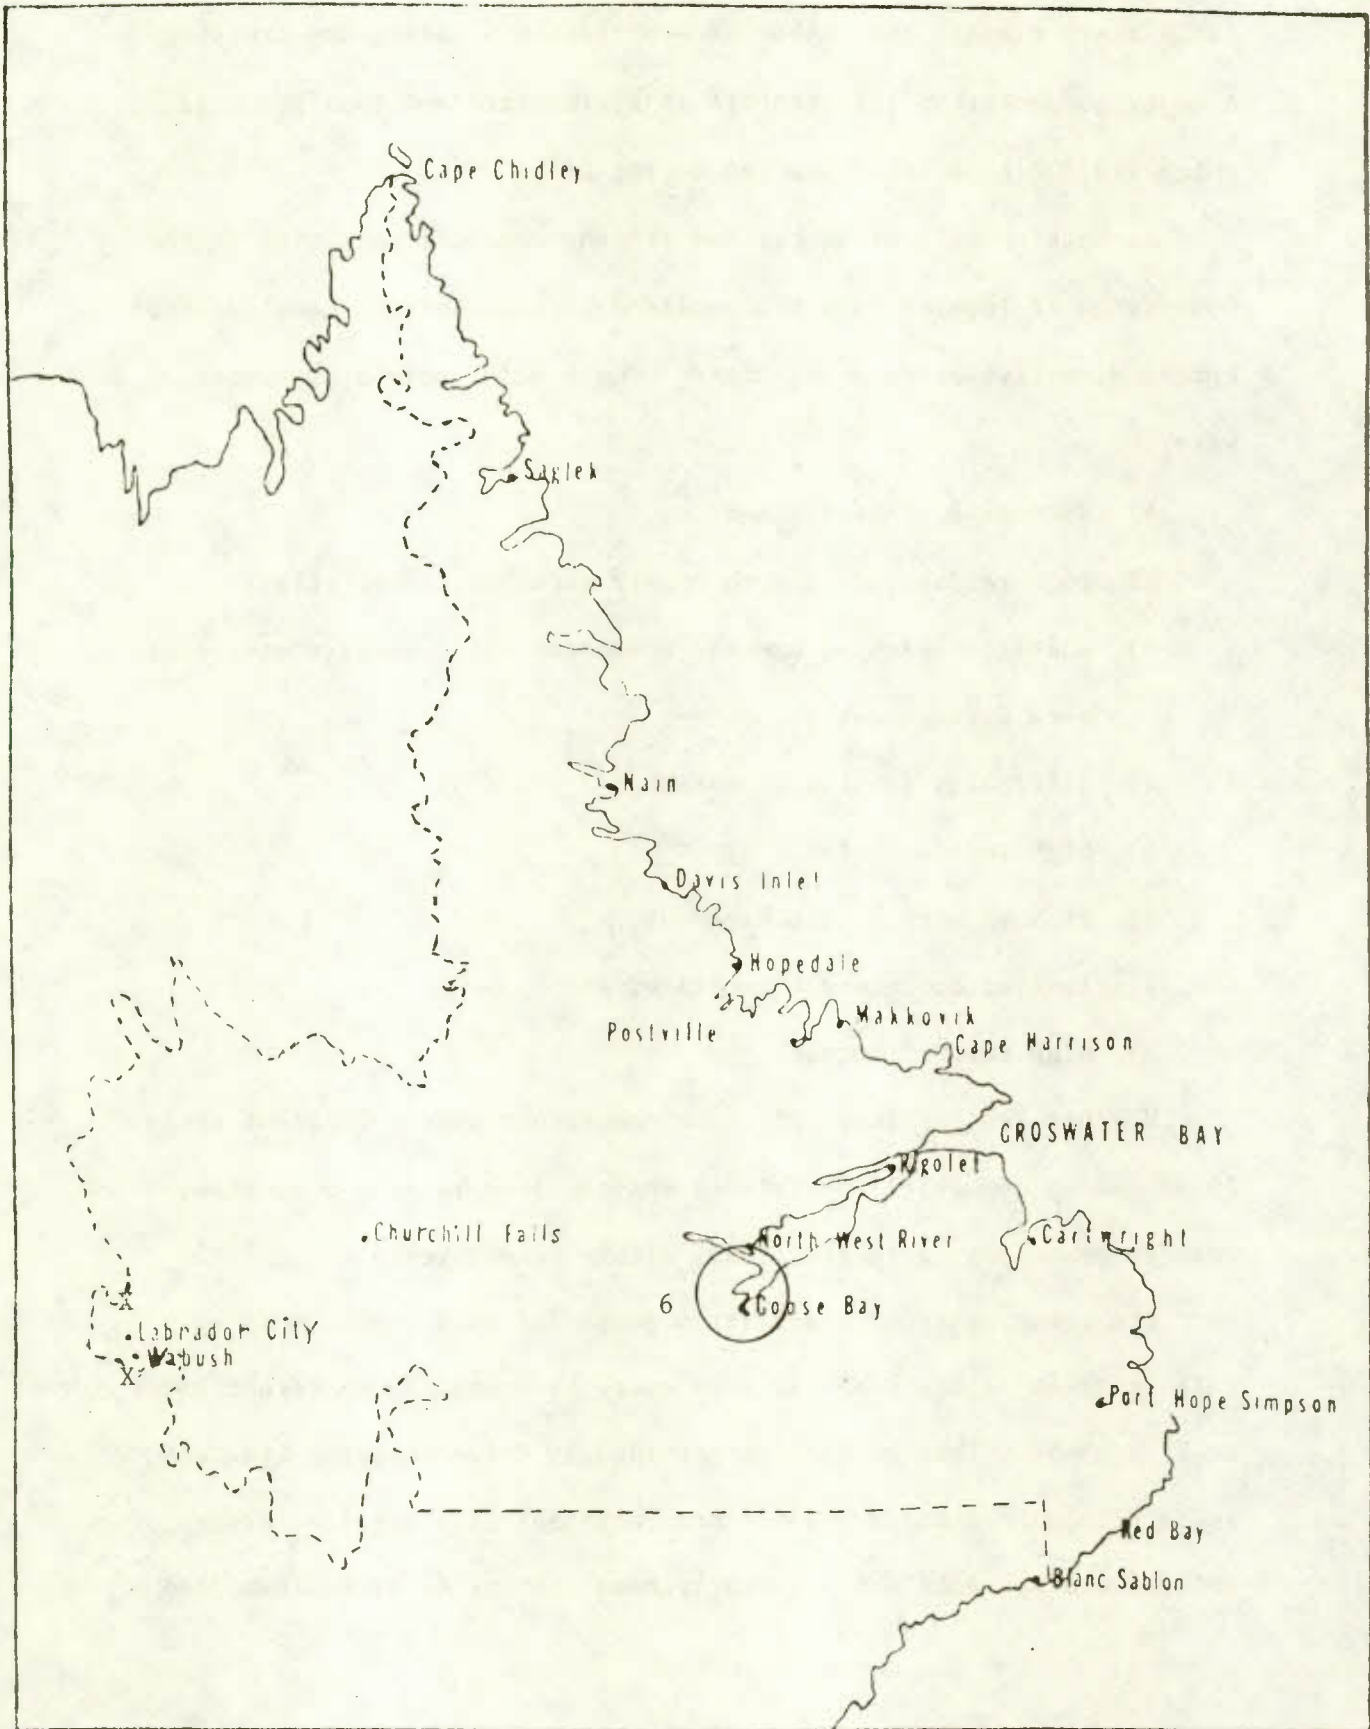 Cape Chidley
Saglek
Nain
Davis Inlet
Hopedale
Makkovik
Postville
Cape Harrison
GROSWATER BAY
Rigolet
Churchill Falls
North West River
Cartwright
6
Goose Bay
X
Labrador City
Wabush
X
Port Hope Simpson
Red Bay
Blanc Sablon